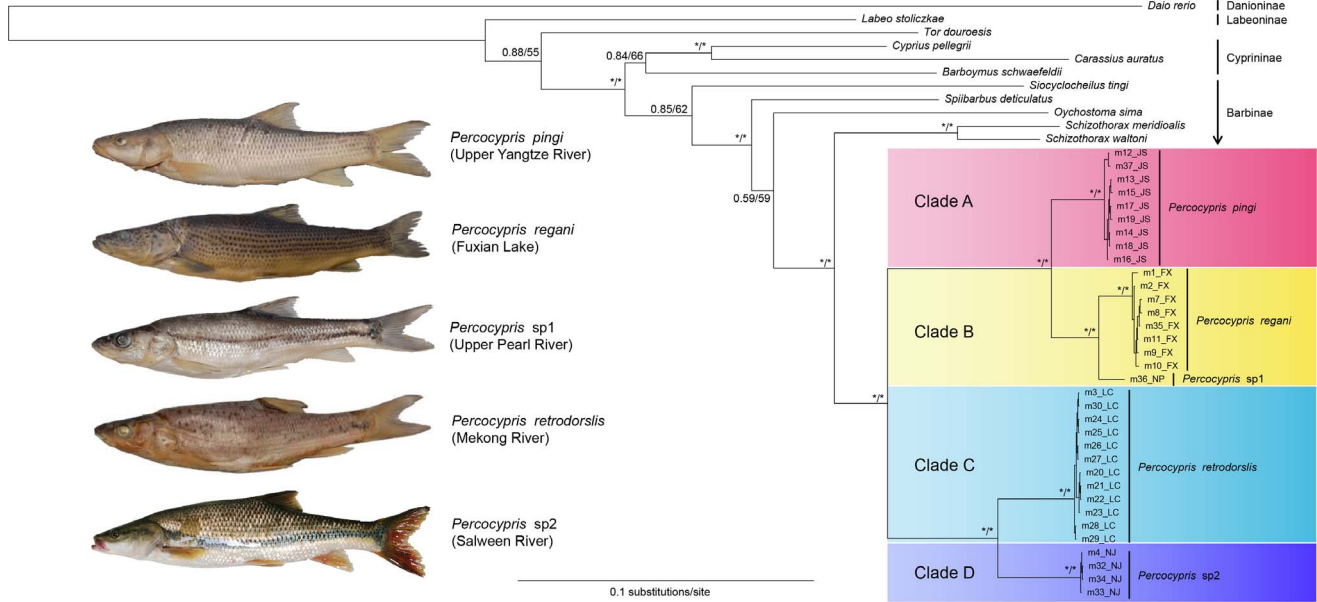 Daio rerio
Danioninae
Labeo stoliczkae
Labeoninae
Tor douroesis
0.88/55
Cyprius pellegrii
*/*
0.84/66
Carassius auratus
Cyprininae
Barboymus schwaefeldii
*/*
Siocyclocheilus tingi
0.85/62
Spiibarbus deticulatus
Oychostoma sima
Barbinae
*/*
Schizothorax meridioalis
*/*
Schizothorax waltoni
0.59/59
*/*
Percocypris pingi
(Upper Yangtze River)
Percocypris regani
(Fuxian Lake)
Percocypris sp1
(Upper Pearl River)
Percocypris retrodorslis
(Mekong River)
Percocypris sp2
(Salween River)
Clade A
*/*
*/*
m12_JS
m37_JS
m13_JS
m15_JS
m17_JS
m19_JS
m14_JS
m18_JS
m16_JS
Percocypris pingi
Clade B
*/*
*/*
m1_FX
m2_FX
m7_FX
m8_FX
m35_FX
m11_FX
m9_FX
m10_FX
Percocypris regani
m36_NP
Percocypris sp1
*/*
Clade C
*/*
*/*
m3_LC
m30_LC
m24_LC
m25_LC
m26_LC
m27_LC
m20_LC
m21_LC
m22_LC
m23_LC
m28_LC
m29_LC
Percocypris retrodorslis
Clade D
*/*
m4_NJ
m32_NJ
m34_NJ
m33_NJ
Percocypris sp2
0.1 substitutions/site